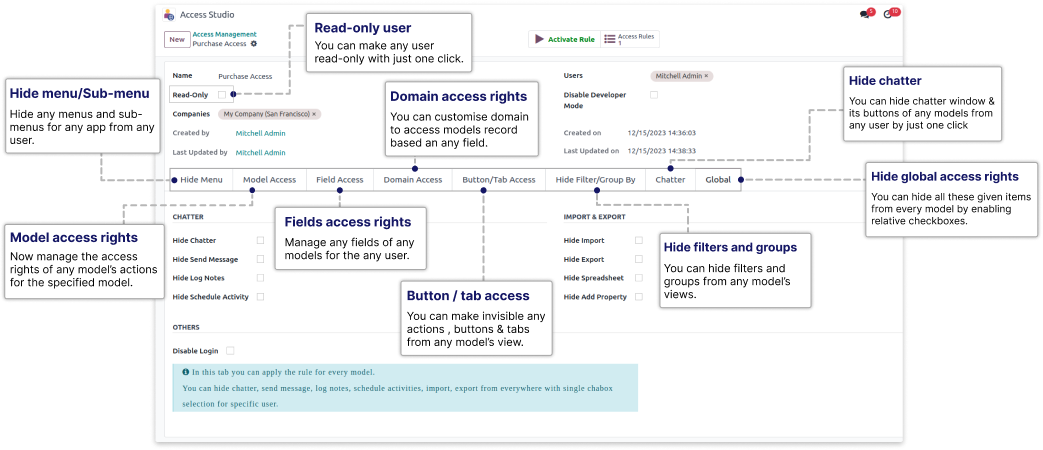 Access Studio
5
10
New
Access Management
Purchase Access
Activate Rule
Access Rules
1
Read-only user
You can make any user
read-only with just one click.
Name
Purchase Access
Users
Mitchell Admin ×
Read-Only
Disable Developer
Mode
Companies
My Company (San Francisco) ×
Created by
Mitchell Admin
Created on
12/15/2023 14:36:03
Last Updated by
Mitchell Admin
Last Updated on
12/15/2023 14:38:33
Hide menu/Sub-menu
Hide any menus and sub-
menus for any app from any
user.
Domain access rights
You can customise domain
to access models record
based an any field.
Hide chatter
You can hide chatter window &
its buttons of any models from
any user by just one click
Hide Menu
Model Access
Field Access
Domain Access
Button/Tab Access
Hide Filter/Group By
Chatter
Global
Hide global access rights
You can hide all these given items
from every model by enabling
relative checkboxes.
Model access rights
Now manage the access
rights of any model's actions
for the specified model.
Fields access rights
Manage any fields of any
models for the any user.
Button / tab access
You can make invisible any
actions , buttons & tabs
from any model's view.
Hide filters and groups
You can hide filters and
groups from any model's
views.
CHATTER
Hide Chatter
Hide Send Message
Hide Log Notes
Hide Schedule Activity
IMPORT & EXPORT
Hide Import
Hide Export
Hide Spreadsheet
Hide Add Property
OTHERS
Disable Login
In this tab you can apply the rule for every model.
You can hide chatter, send message, log notes, schedule activities, import, export from everywhere with single chabox
selection for specific user.